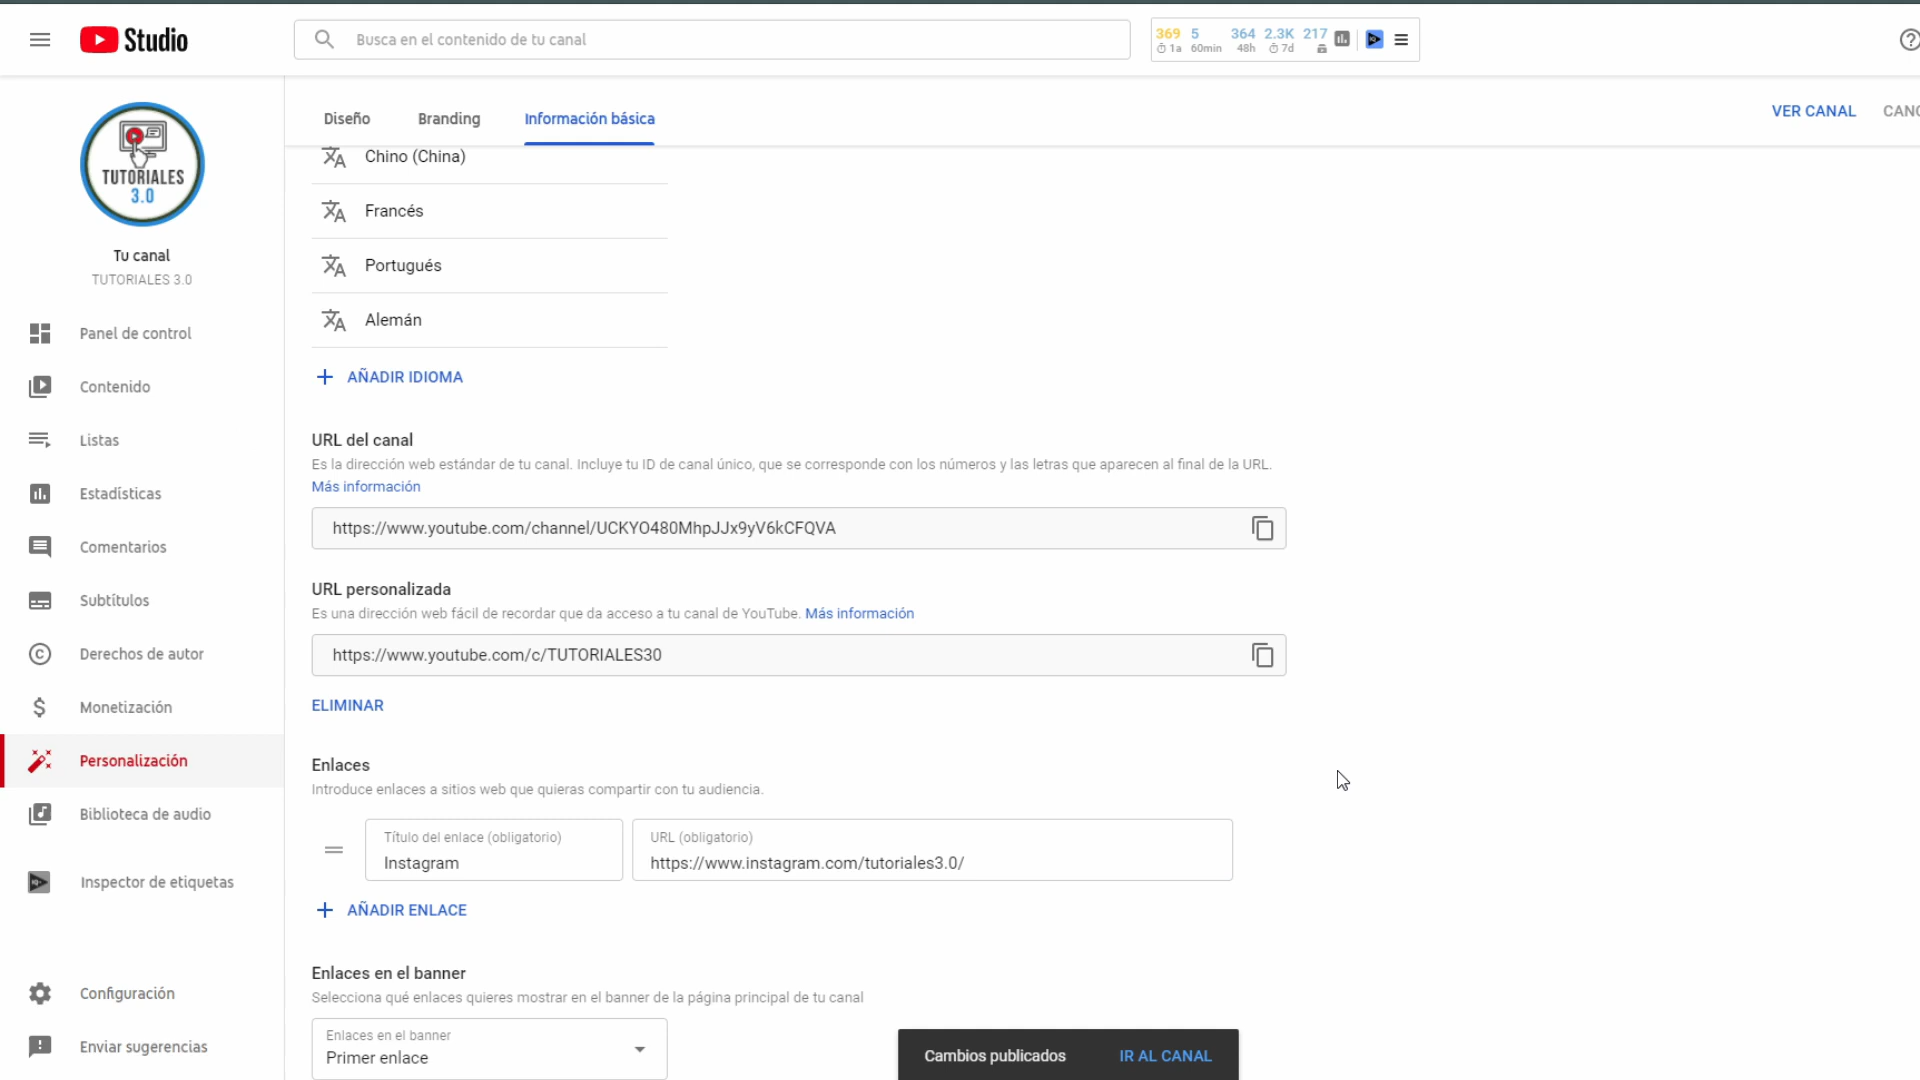 Studio
Busca en el contenido de tu canal
369 5 364 2.3K 217
1a 60min 48h 7d
TUTORIALES
3.0
Tu canal
TUTORIALES 3.0
Panel de control
Contenido
Listas
Estadísticas
Comentarios
Subtítulos
Derechos de autor
Monetización
Personalización
Biblioteca de audio
Inspector de etiquetas
Configuración
Enviar sugerencias
Diseño Branding Información básica
VER CANAL CANC
Chino (China)
Francés
Portugués
Alemán
AÑADIR IDIOMA
URL del canal
Es la dirección web estándar de tu canal. Incluye tu ID de canal único, que se corresponde con los números y las letras que aparecen al final de la URL.
Más información
https://www.youtube.com/channel/UCKYO480MhpJJx9yV6kCFQVA
URL personalizada
Es una dirección web fácil de recordar que da acceso a tu canal de YouTube. Más información
https://www.youtube.com/c/TUTORIALES30
ELIMINAR
Enlaces
Introduce enlaces a sitios web que quieras compartir con tu audiencia.
Título del enlace (obligatorio)
Instagram
URL (obligatorio)
https://www.instagram.com/tutoriales3.0/
AÑADIR ENLACE
Enlaces en el banner
Selecciona qué enlaces quieres mostrar en el banner de la página principal de tu canal
Enlaces en el banner
Primer enlace
Cambios publicados IR AL CANAL